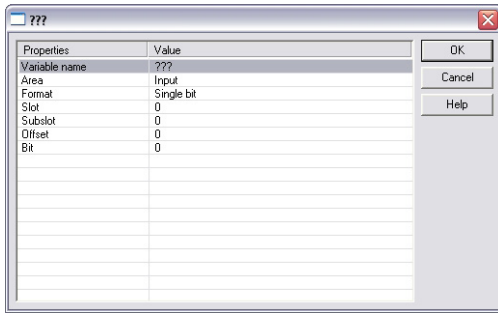 ???
Properties Value
Variable name ???
Area Input
Format Single bit
Slot 0
Subslot 0
Offset 0
Bit 0
OK
Cancel
Help